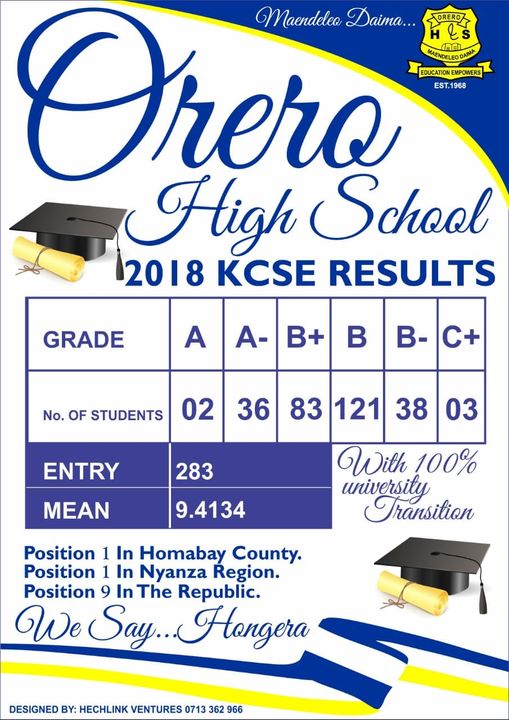 Maendeleo Daima...
ORERO
H S
MAENDELEO DAIMA
EDUCATION EMPOWERS
EST.1968
Orero
High School
2018 KCSE RESULTS
GRADE A A- B+ B B- C+
No. OF STUDENTS 02 36 83 121 38 03
ENTRY 283
MEAN 9.4134
With 100%
university
Transition
Position 1 In Homabay County.
Position 1 In Nyanza Region.
Position 9 In The Republic.
We Say...Hongera
DESIGNED BY: HECHLINK VENTURES 0713 362 966